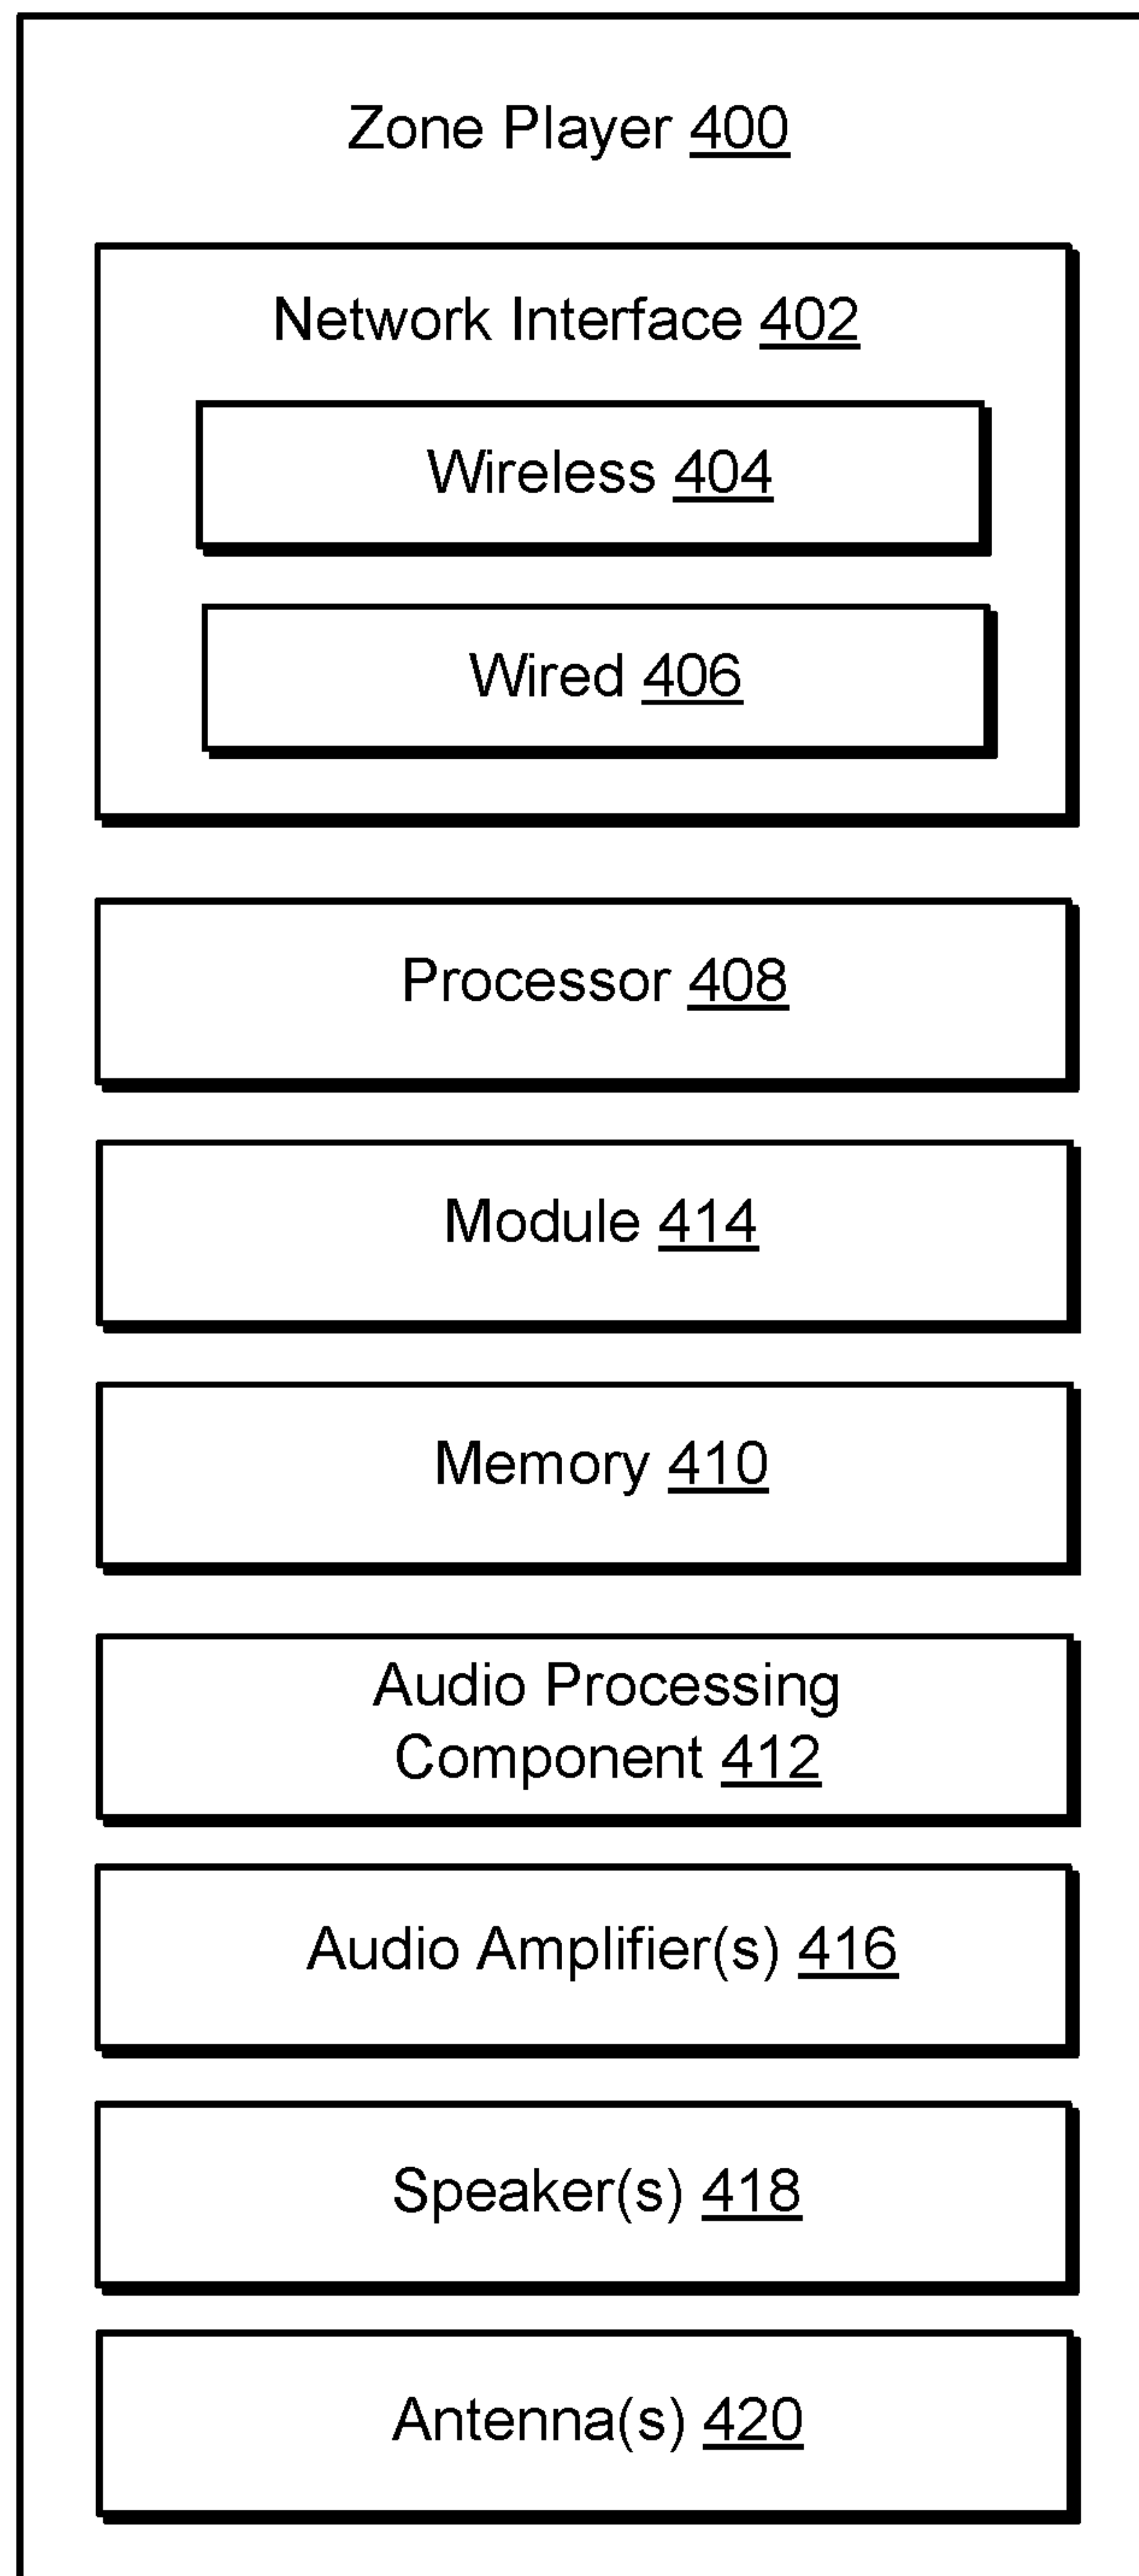 Zone Player 400
Network Interface 402
Wireless 404
Wired 406
Processor 408
Module 414
Memory 410
Audio Processing
Component 412
Audio Amplifier(s) 416
Speaker(s) 418
Antenna(s) 420